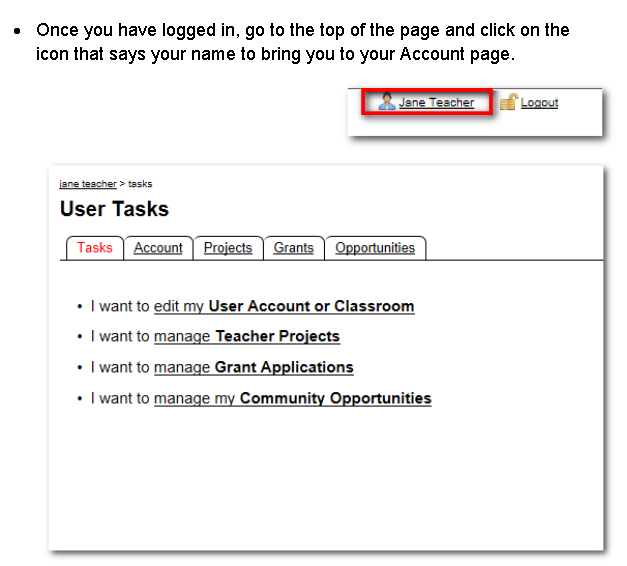 • Once you have logged in, go to the top of the page and click on the
icon that says your name to bring you to your Account page.
Jane Teacher Logout
jane teacher > tasks
User Tasks
Tasks Account Projects Grants Opportunities
• I want to edit my User Account or Classroom
• I want to manage Teacher Projects
• I want to manage Grant Applications
• I want to manage my Community Opportunities